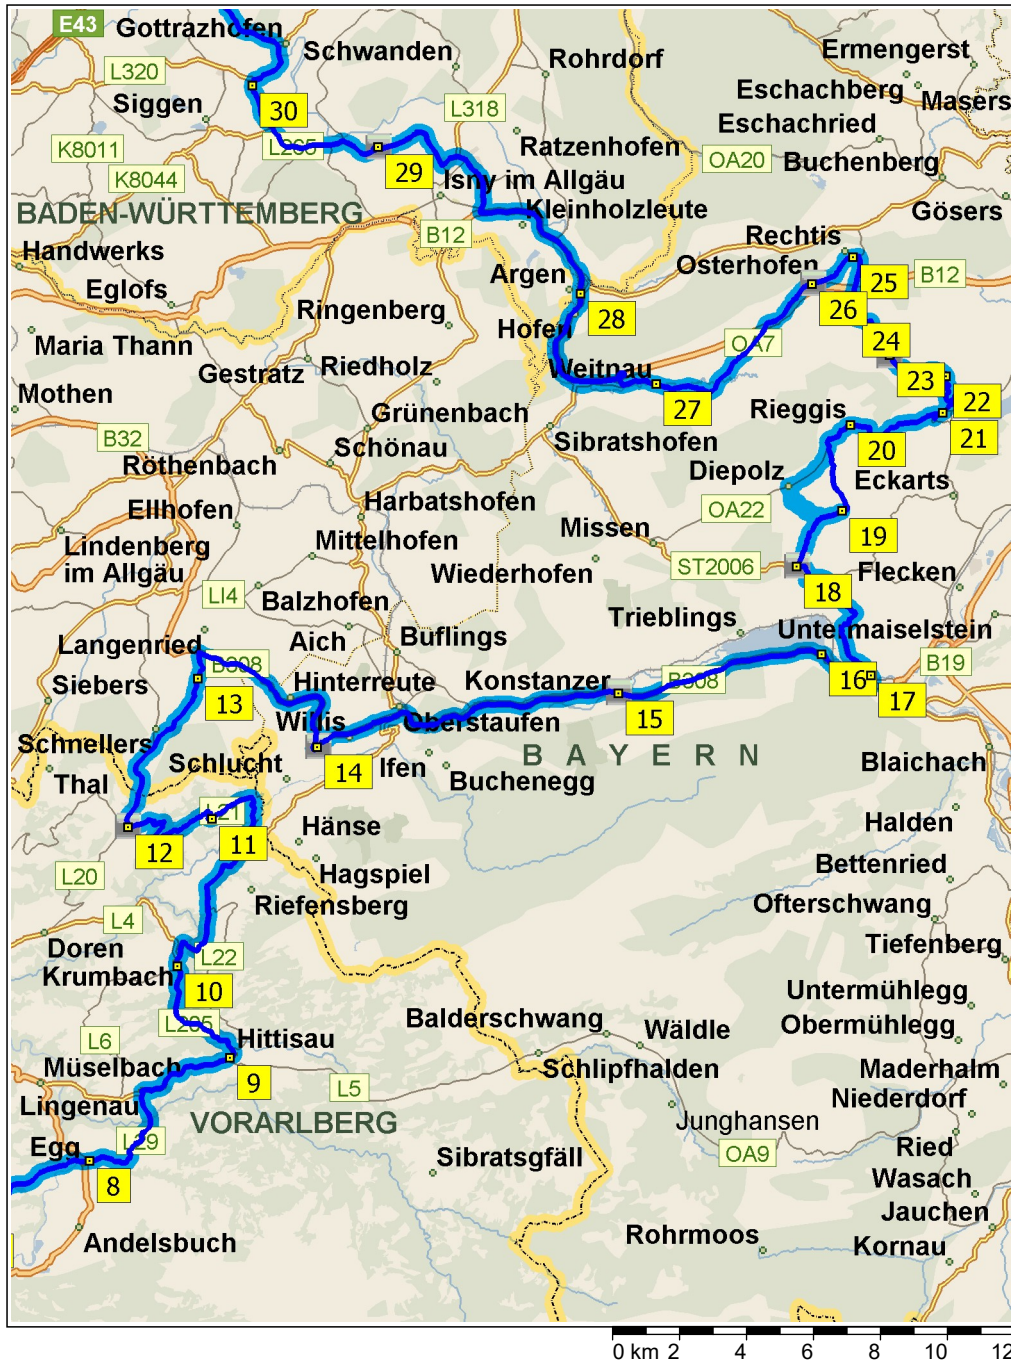 E43
Gottrazhofen
Schwanden
Rohrdorf
Ermengerst
L320
Siggen
30
L318
Eschachberg
Masers
Eschachried
K8011
L265
29
Ratzenhofen
OA20
Buchenberg
K8044
Isny im Allgäu
BADEN-WÜRTTEMBERG
Kleinholzleute
Gösers
B12
Rechtis
Handwerks
Osterhofen
Argen
B12
25
Eglofs
26
Ringenberg
28
Hofen
24
Maria Thann
OA7
Gestratz
Riedholz
Weitnau
23
Mothen
22
27
Rieggis
Grünenbach
B32
Schönau
Sibratshofen
20
21
Röthenbach
Diepolz
Eckarts
Ellhofen
Harbatshofen
OA22
19
Missen
Lindenberg
im Allgäu
Mittelhofen
Wiederhofen
ST2006
Flecken
LI4
Balzhofen
18
Trieblings
Langenried
Aich
Buflings
Untermaiselstein
B308
Siebers
13
Hinterreute
Konstanzer
B308
B19
16
17
Willis
Oberstaufen
15
Schnellers
BAYERN
Thal
Schlucht
14
Ifen
Buchenegg
Blaichach
L21
12
11
Hänse
Halden
L20
Hagspiel
Bettenried
Riefensberg
Ofterschwang
L4
Doren
L22
Tiefenberg
Krumbach
10
Untermühlegg
L205
Balderschwang
Wäldle
Obermühlegg
L6
Hittisau
Müselbach
9
Schlipfhalden
Maderhalm
L5
Niederdorf
Lingenau
VORARLBERG
Junghansen
Egg
L29
OA9
Ried
8
Sibratsgfäll
Wasach
Jauchen
Andelsbuch
Rohrmoos
Kornau
0 km 2 4 6 8 10 12